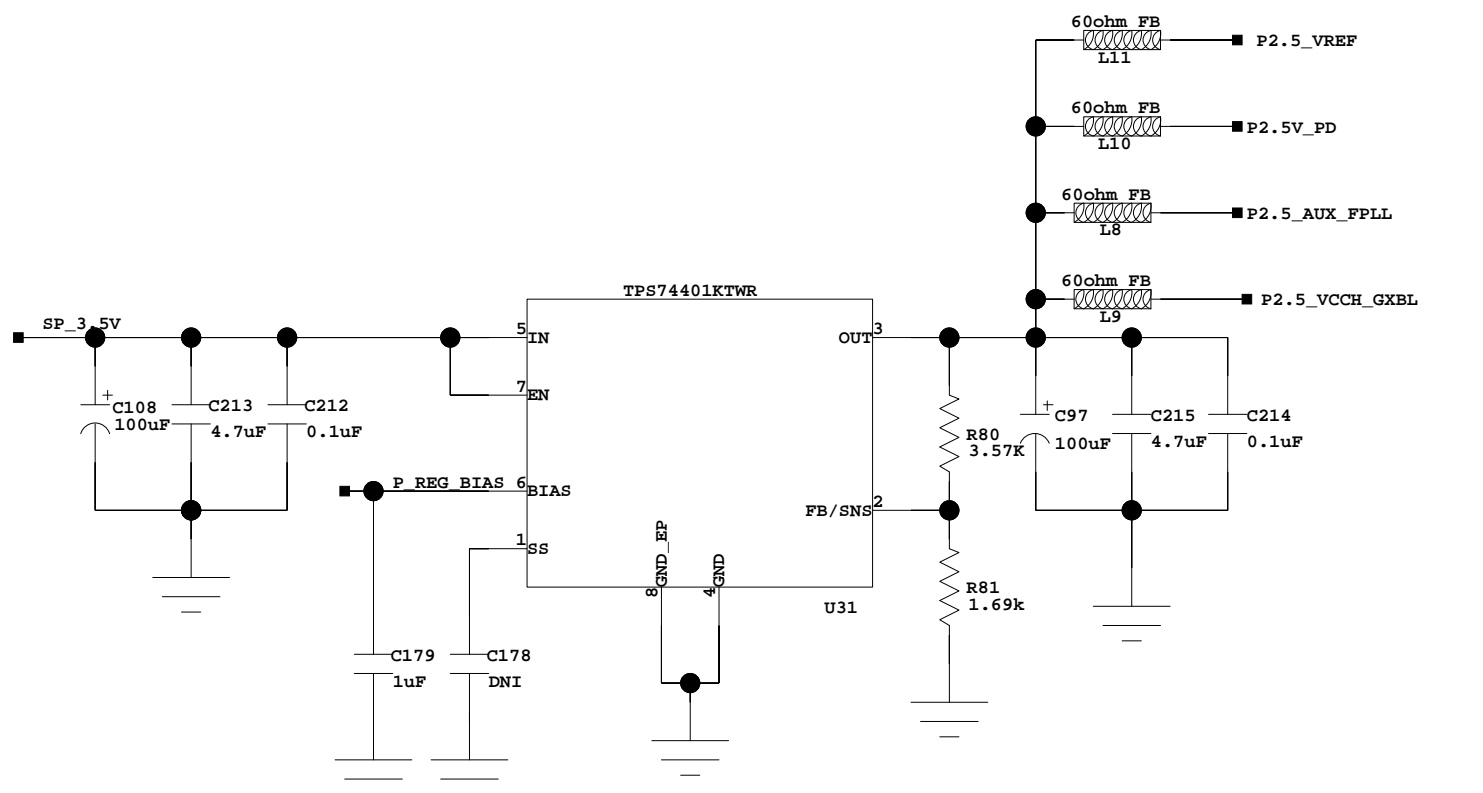 60ohm FB
P2.5_VREF
L11
60ohm FB
P2.5V_PD
L10
60ohm FB
P2.5_AUX_FPLL
L8
60ohm FB
P2.5_VCCH_GXBL
L9
TPS74401KTWR
SP_3.5V
5
IN
OUT
3
7
EN
+
C108
100uF
C213
4.7uF
C212
0.1uF
R80
3.57K
+
C97
100uF
C215
4.7uF
C214
0.1uF
P_REG_BIAS
6
BIAS
FB/SNS
2
1
SS
GND_EP
8
GND
4
U31
R81
1.69k
C179
1uF
C178
DNI